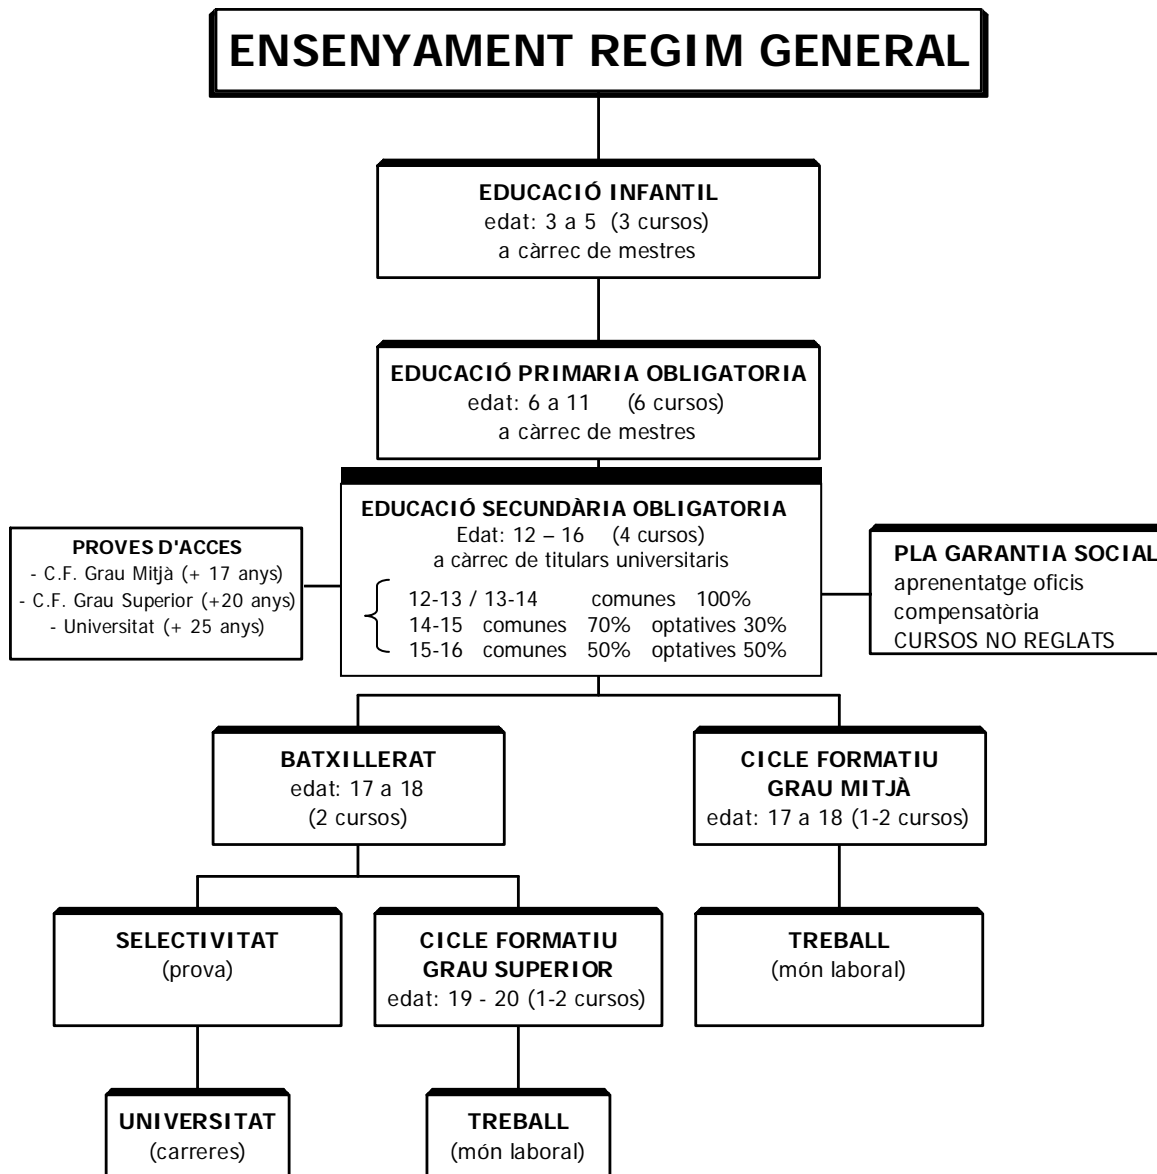 ENSENYAMENT REGIM GENERAL
EDUCACIÓ INFANTIL
edat: 3 a 5 (3 cursos)
a càrrec de mestres
EDUCACIÓ PRIMARIA OBLIGATORIA
edat: 6 a 11 (6 cursos)
a càrrec de mestres
EDUCACIÓ SECUNDÀRIA OBLIGATORIA
Edat: 12 – 16 (4 cursos)
a càrrec de titulars universitaris
12-13 / 13-14 comunes 100%
14-15 comunes 70% optatives 30%
15-16 comunes 50% optatives 50%
PROVES D'ACCES
- C.F. Grau Mitjà (+ 17 anys)
- C.F. Grau Superior (+20 anys)
- Universitat (+ 25 anys)
PLA GARANTIA SOCIAL
aprenentatge oficis
compensatòria
CURSOS NO REGLATS
BATXILLERAT
edat: 17 a 18
(2 cursos)
CICLE FORMATIU
GRAU MITJÀ
edat: 17 a 18 (1-2 cursos)
SELECTIVITAT
(prova)
CICLE FORMATIU
GRAU SUPERIOR
edat: 19 - 20 (1-2 cursos)
TREBALL
(món laboral)
UNIVERSITAT
(carreres)
TREBALL
(món laboral)